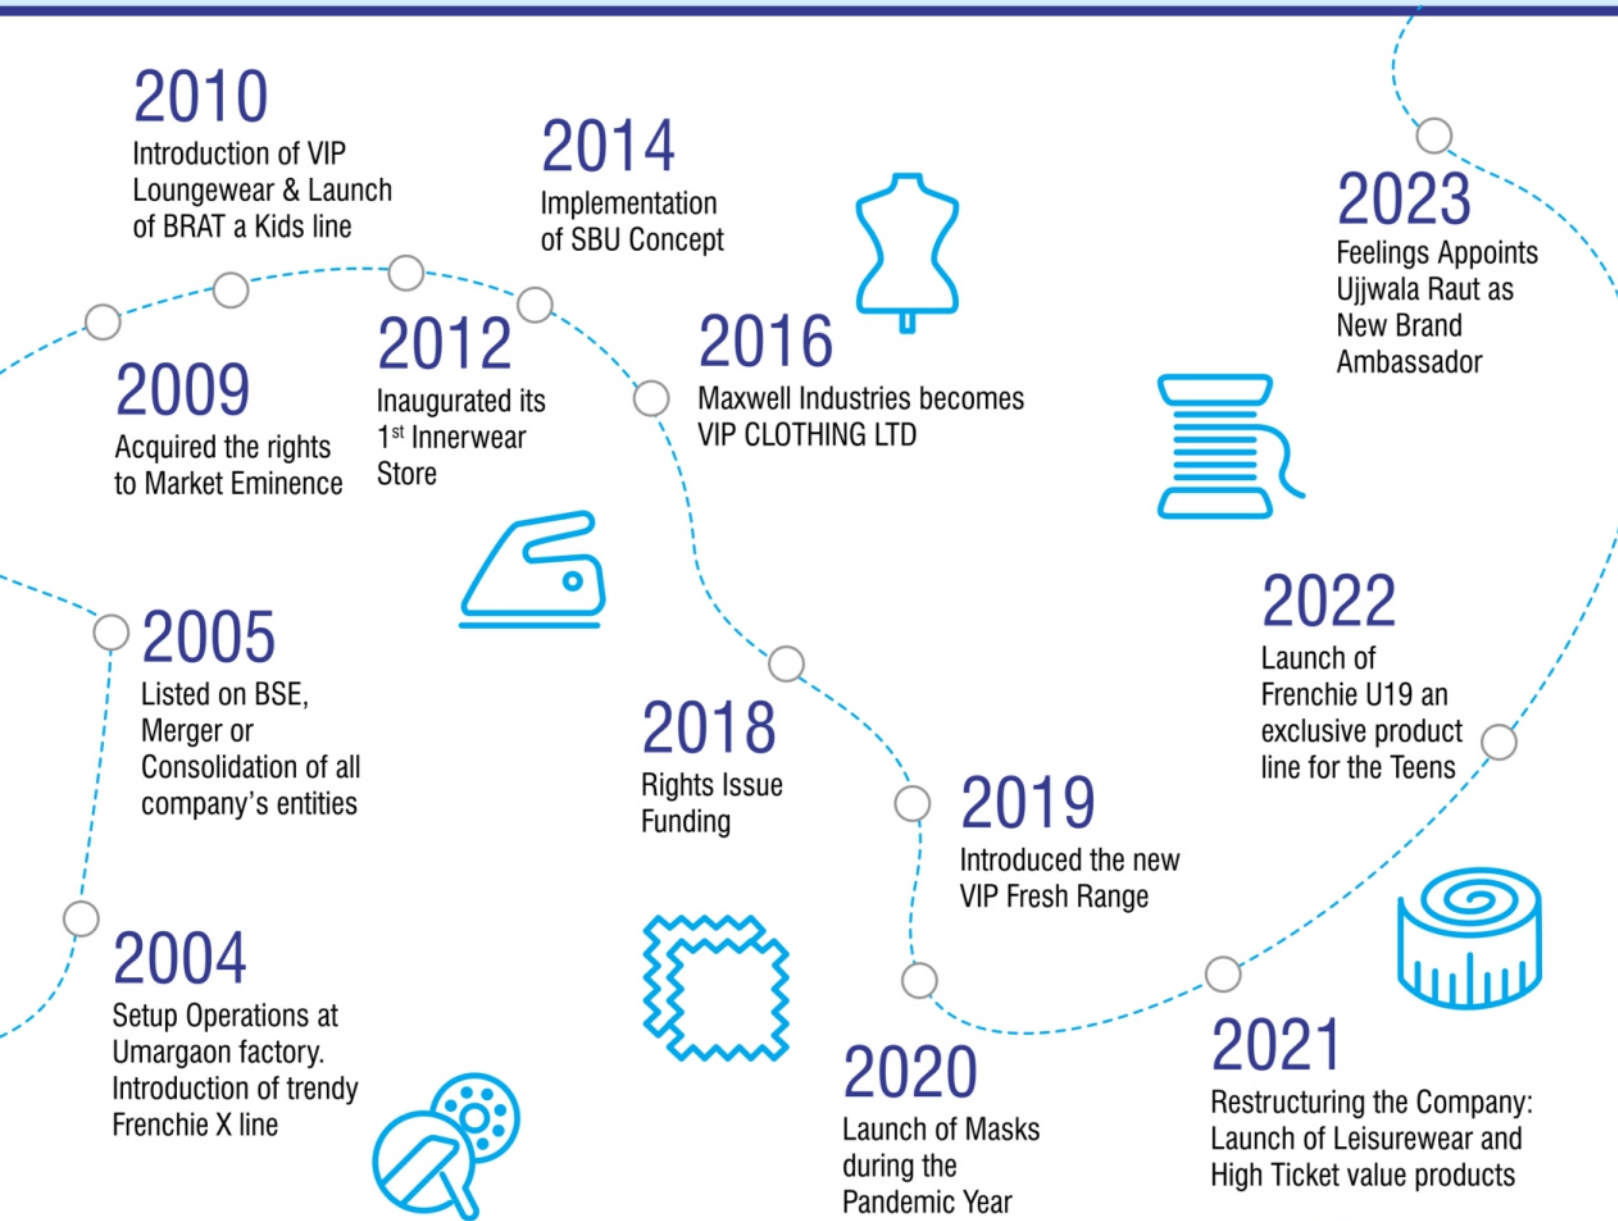 2010
Introduction of VIP
Loungewear & Launch
of BRAT a Kids line
2014
Implementation
of SBU Concept
2023
Feelings Appoints
Ujjwala Raut as
New Brand
Ambassador
2009
Acquired the rights
to Market Eminence
2012
Inaugurated its
1st Innerwear
Store
2016
Maxwell Industries becomes
VIP CLOTHING LTD
2005
Listed on BSE,
Merger or
Consolidation of all
company's entities
2018
Rights Issue
Funding
2022
Launch of
Frenchie U19 an
exclusive product
line for the Teens
2019
Introduced the new
VIP Fresh Range
2004
Setup Operations at
Umargaon factory.
Introduction of trendy
Frenchie X line
2020
Launch of Masks
during the
Pandemic Year
2021
Restructuring the Company:
Launch of Leisurewear and
High Ticket value products